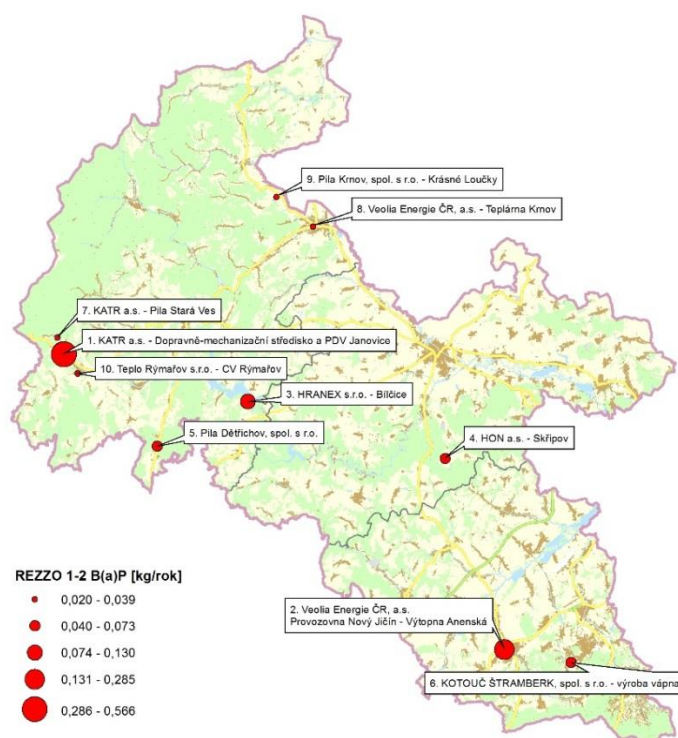 9. Pila Krnov, spol. s r.o. - Krásné Loučky
8. Veolia Energie ČR, a.s. - Teplárna Krnov
7. KATR a.s. - Pila Stará Ves
1. KATR a.s. - Dopravně-mechanizační středisko a PDV Janovice
10. Teplo Rýmařov s.r.o. - CV Rýmařov
3. HRANEX s.r.o. - Bílčice
5. Pila Dětřichov, spol. s r.o.
4. HON a.s. - Skřipov
2. Veolia Energie ČR, a.s.
Provozovna Nový Jičín - Výtopna Anenská
6. KOTOUČ ŠTRAMBERK, spol. s r.o. - výroba vápna
REZZO 1-2 B(a)P [kg/rok]
0,020 - 0,039
0,040 - 0,073
0,074 - 0,130
0,131 - 0,285
0,286 - 0,566